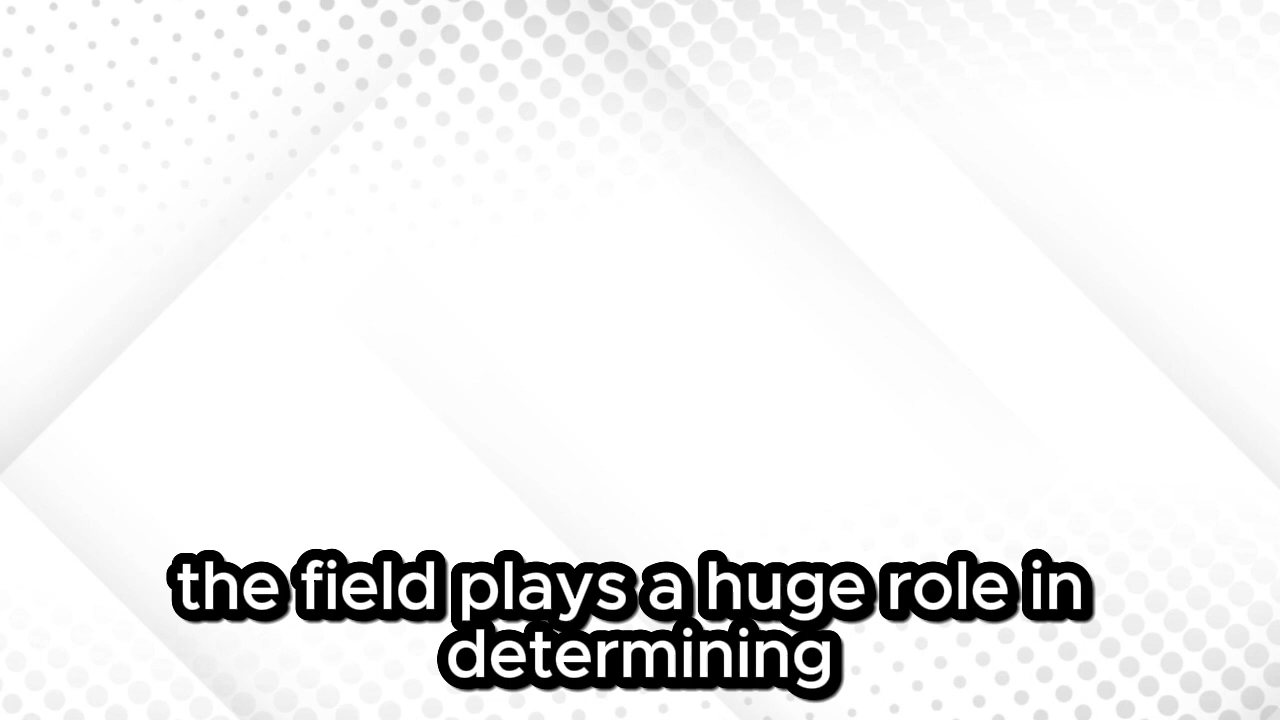 the field plays a huge role in
determining